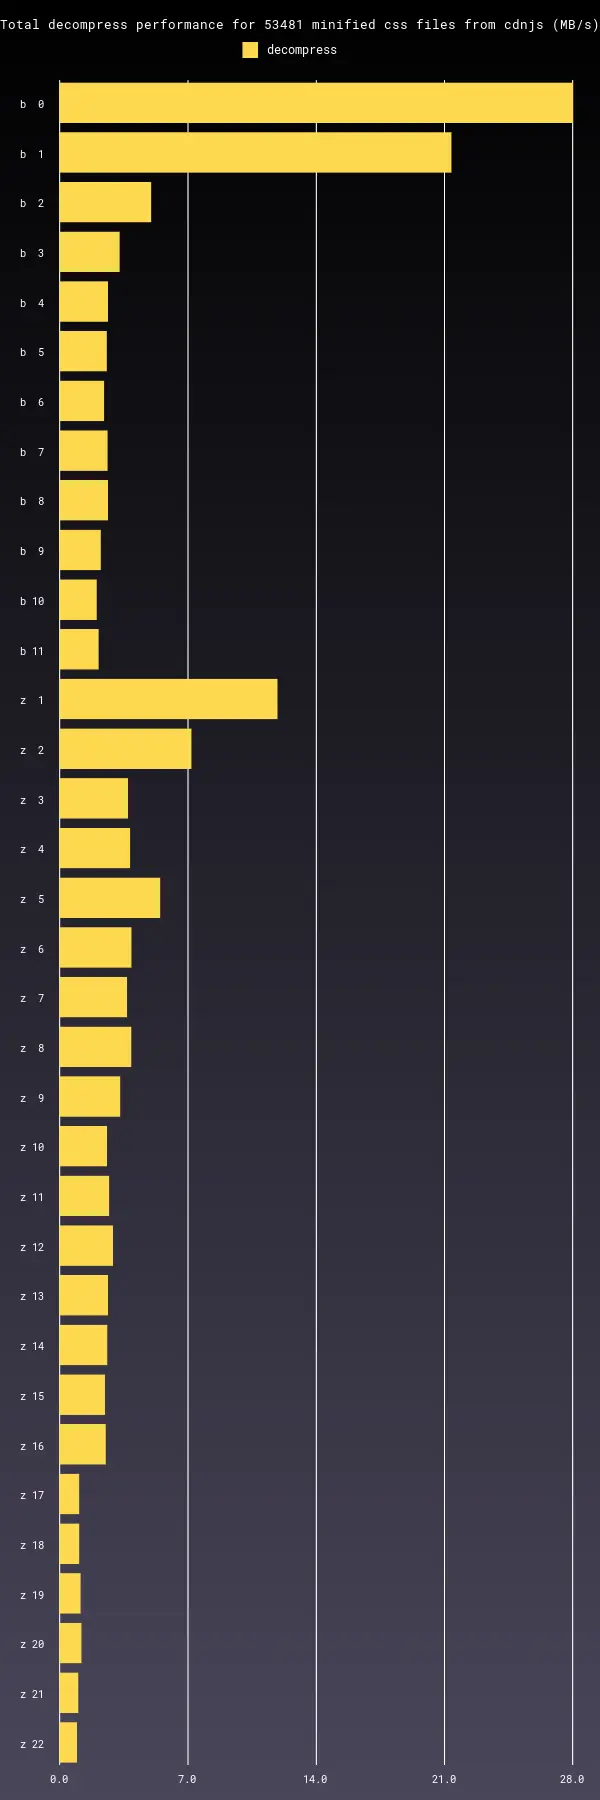 Total decompress performance for 53481 minified css files from cdnjs (MB/s)
decompress
b 0
b 1
b 2
b 3
b 4
b 5
b 6
b 7
b 8
b 9
b 10
b 11
z 1
z 2
z 3
z 4
z 5
z 6
z 7
z 8
z 9
z 10
z 11
z 12
z 13
z 14
z 15
z 16
z 17
z 18
z 19
z 20
z 21
z 22
0.0 7.0 14.0 21.0 28.0